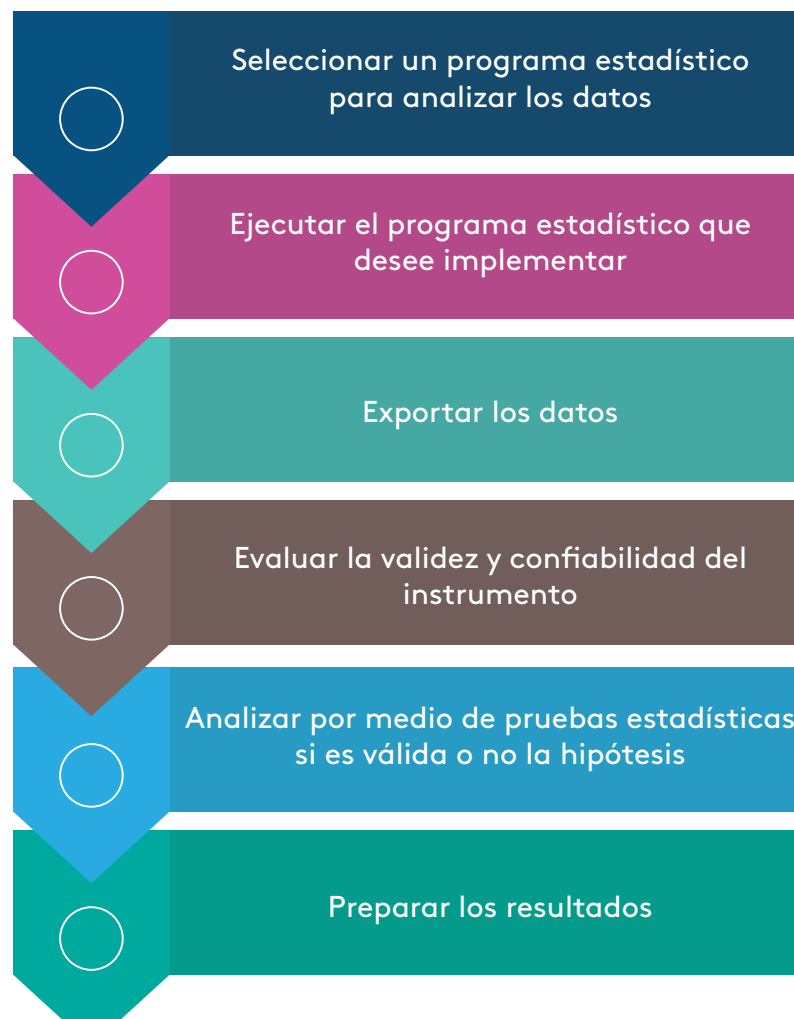 Seleccionar un programa estadístico
para analizar los datos
Ejecutar el programa estadístico que
desee implementar
Exportar los datos
Evaluar la validez y confiabilidad del
instrumento
Analizar por medio de pruebas estadísticas
si es válida o no la hipótesis
Preparar los resultados